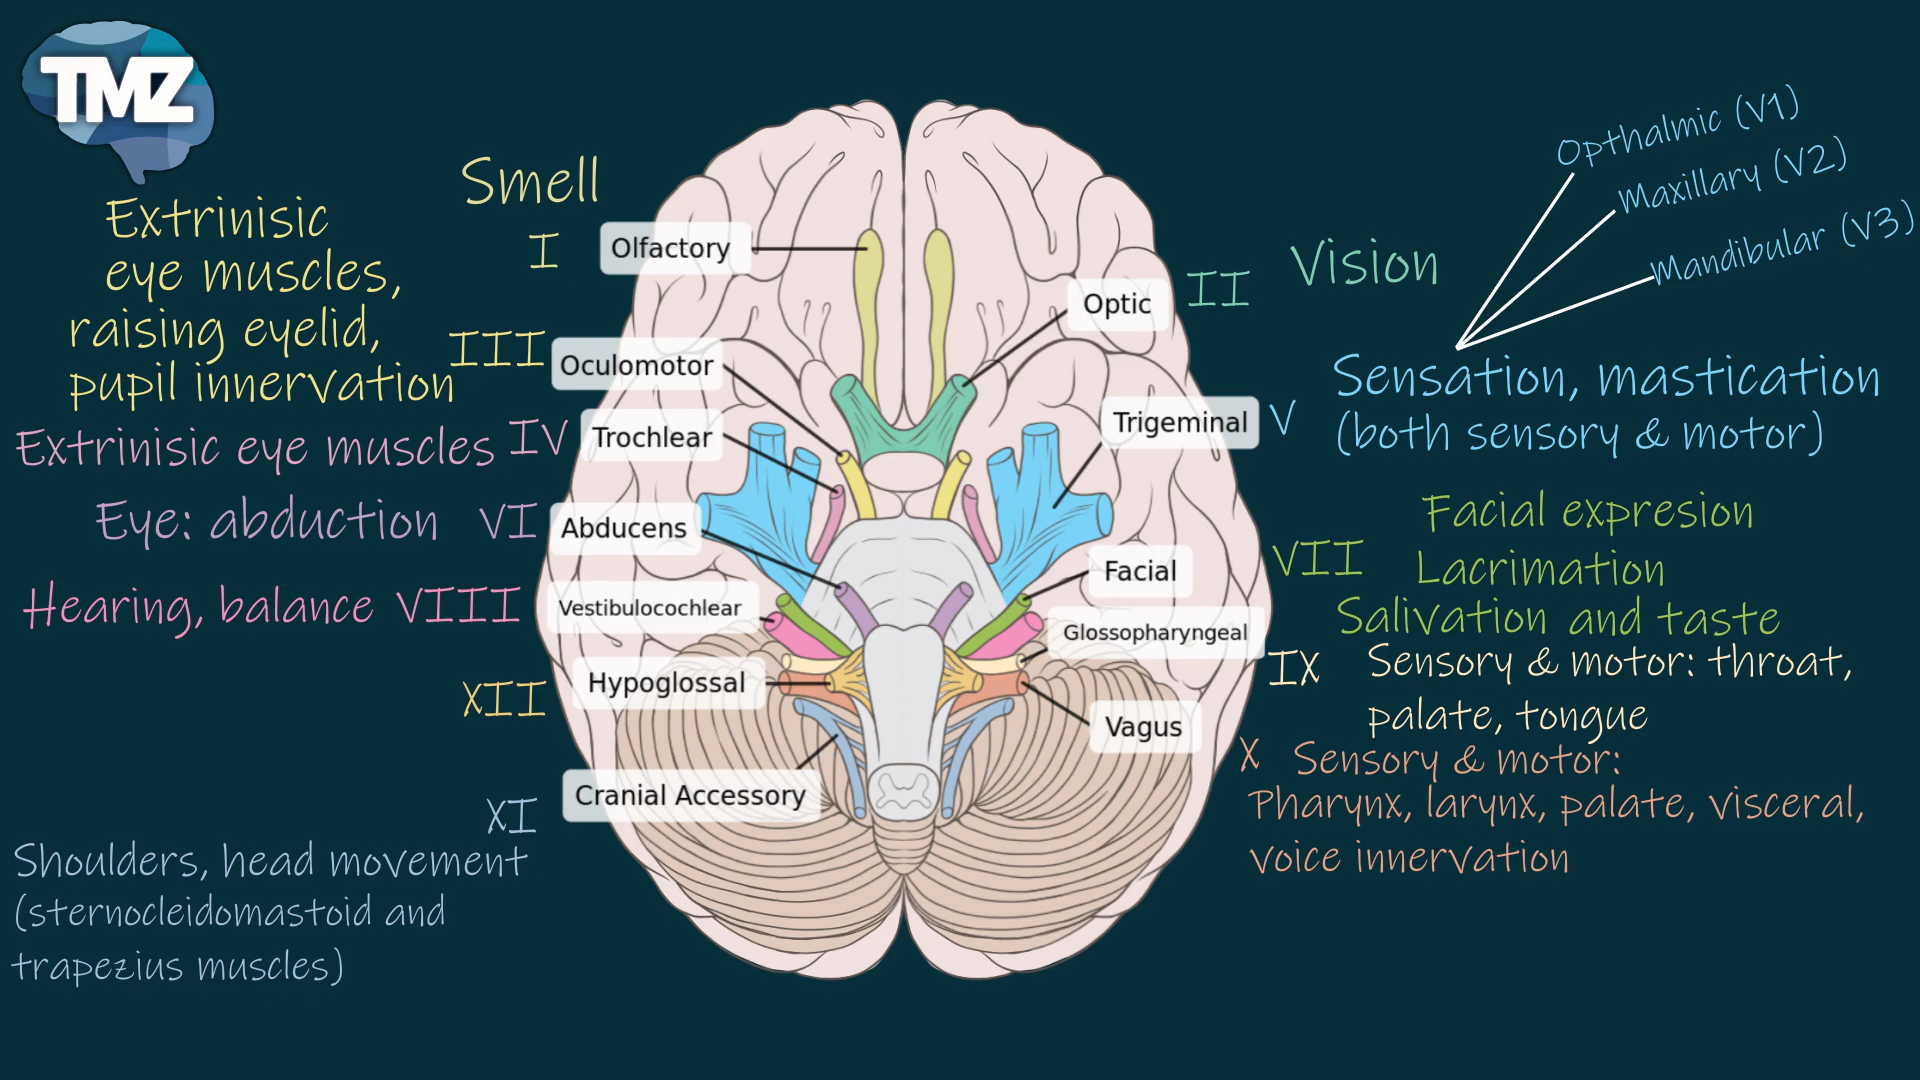 TMZ
Smell
I Olfactory
Extrinisic
eye muscles,
raising eyelid,
pupil innervation
III Oculomotor
Extrinisic eye muscles IV Trochlear
Eye: abduction VI Abducens
Hearing, balance VIII Vestibulocochlear
XII Hypoglossal
XI Cranial Accessory
Shoulders, head movement
(sternocleidomastoid and
trapezius muscles)
Optic II Vision
Opthalmic (V1)
Maxillary (V2)
Mandibular (V3)
Trigeminal V
Sensation, mastication
(both sensory & motor)
Facial VII
Facial expresion
Lacrimation
Salivation and taste
Glossopharyngeal IX
Sensory & motor: throat,
palate, tongue
Vagus
X Sensory & motor:
Pharynx, larynx, palate, visceral,
voice innervation